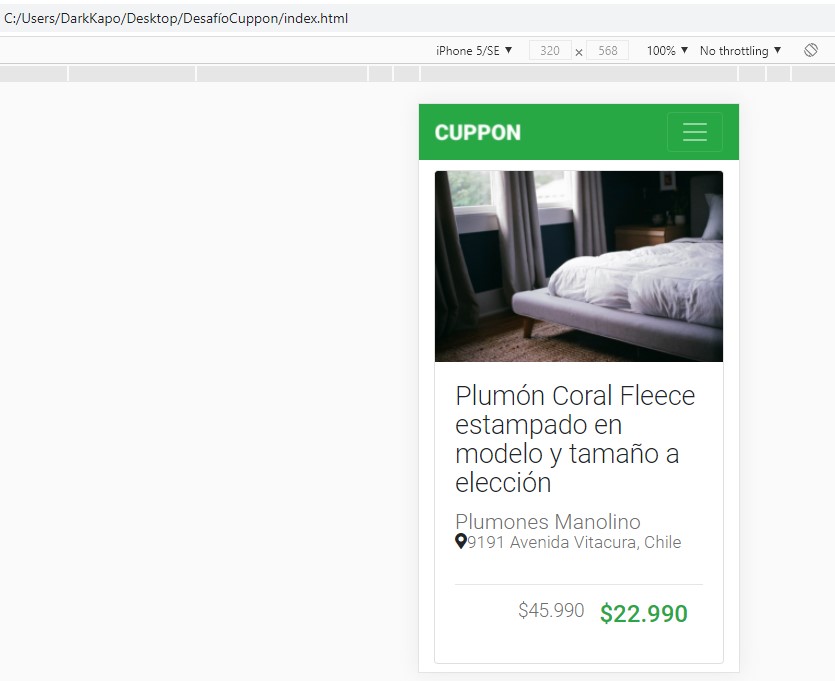 C:/Users/DarkKapo/Desktop/DesafíoCuppon/index.html
iPhone 5/SE ▼ 320 × 568 100% ▼ No throttling ▼
CUPPON
Plumón Coral Fleece
estampado en
modelo y tamaño a
elección
Plumones Manolino
9191 Avenida Vitacura, Chile
$45.990 $22.990